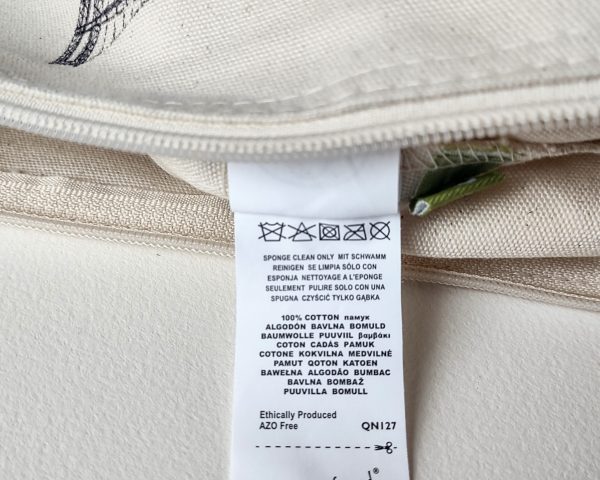 SPONGE CLEAN ONLY MIT SCHWAMM
REINIGEN SE LIMPIA SÓLO CON
ESPONJA NETTOYAGE A L'EPONGE
SEULEMENT PULIRE SOLO CON UNA
SPUGNA CZYŚCIĆ TYLKO GĄBKA
100% COTTON памук
ALGODÓN BAVLNA BOMULD
BAUMWOLLE PUUVIL βαμβάκι
COTON CADÁS PAMUK
COTONE KOKVILNA MEDVILNĖ
PAMUT QOTON KATOEN
BAWEŁNA ALGODÃO BUMBAC
BAVLNA BOMBAŽ
PUUVILLA BOMULL
Ethically Produced
AZO Free QN127
®